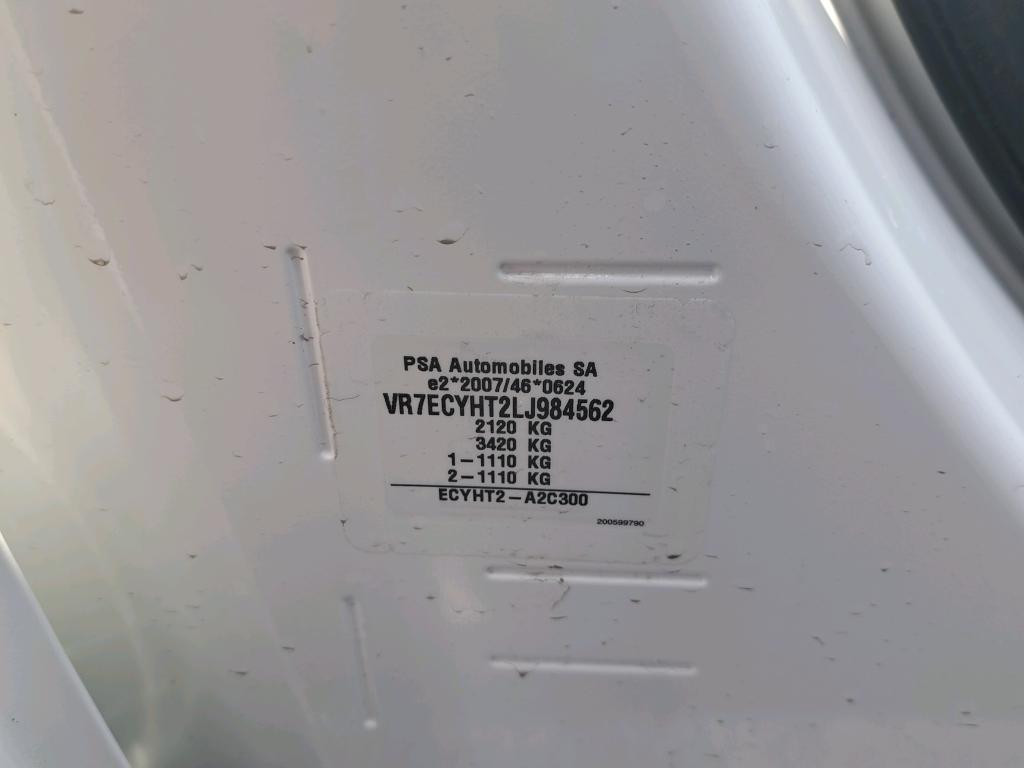 PSA Automobiles SA
e2*2007/46*0624
VR7ECYHT2LJ984562
2120 KG
3420 KG
1-1110 KG
2-1110 KG
ECYHT2-A2C300
200599790